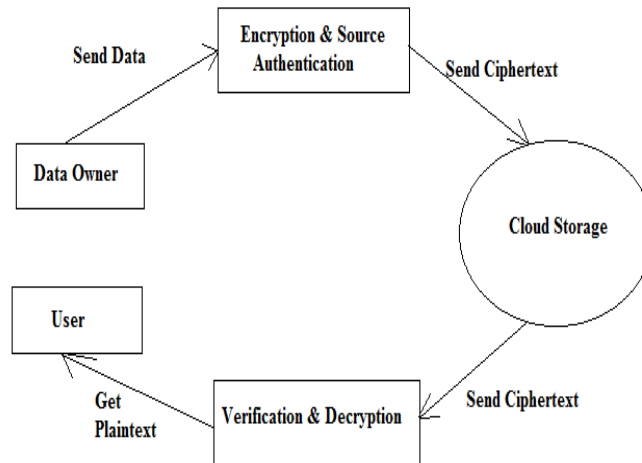 Encryption & Source
Authentication
Send Data
Send Ciphertext
Data Owner
Cloud Storage
User
Get
Plaintext
Verification & Decryption
Send Ciphertext